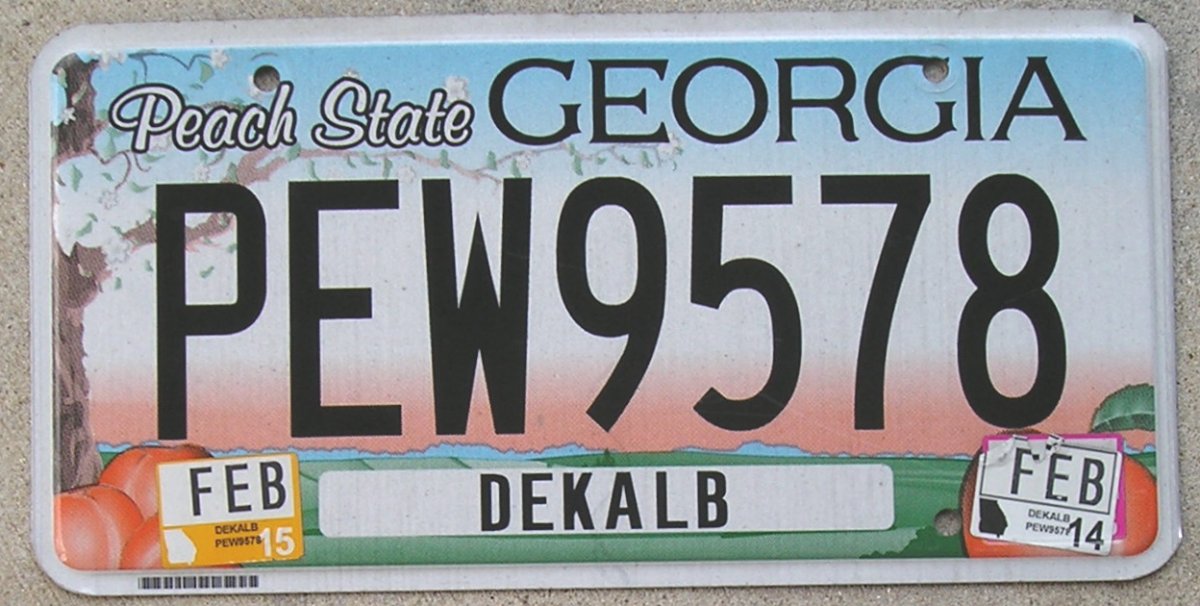 Peach State GEORGIA
PEW9578
DEKALB
FEB
DEKALB
PEW9578
15
FEB
DEKALB
PEW9578
14